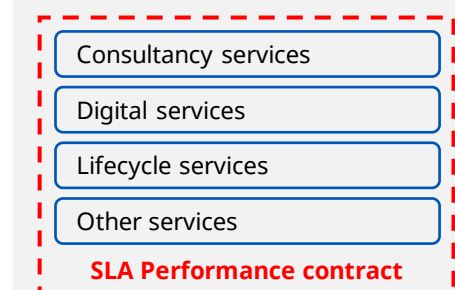 Consultancy services
Digital services
Lifecycle services
Other services
SLA Performance contract